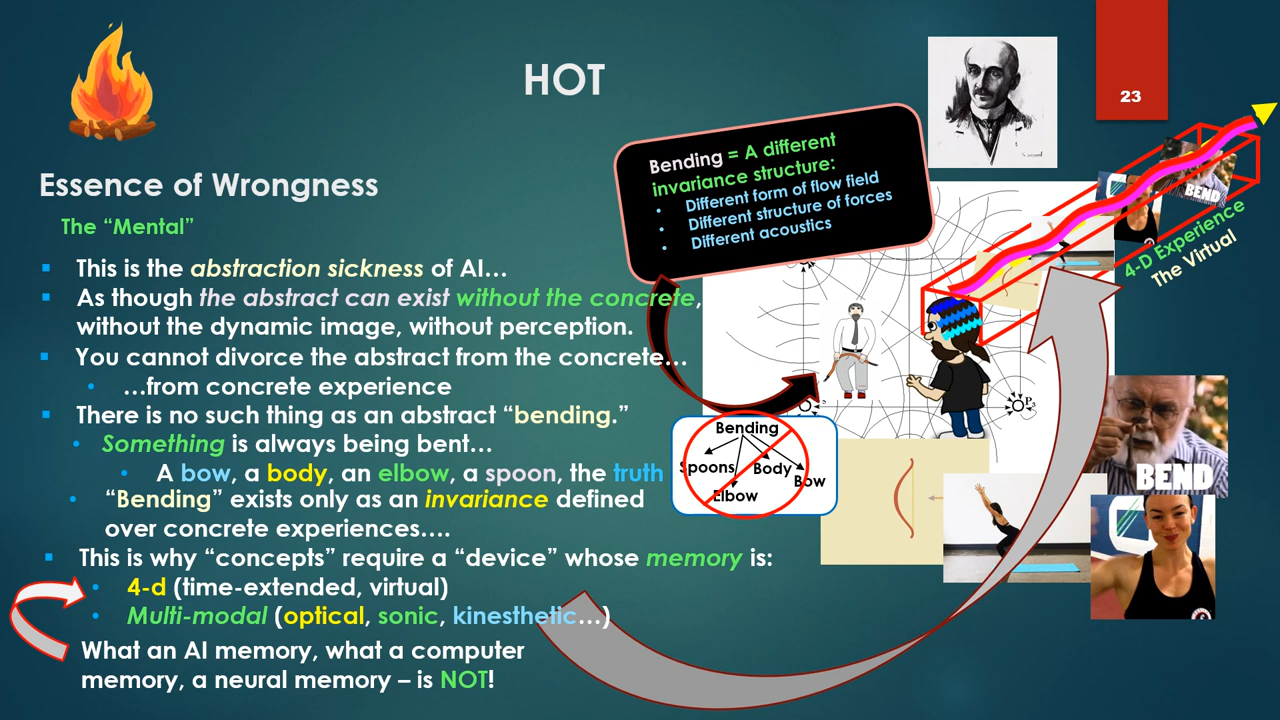 HOT
23
Essence of Wrongness
The “Mental”
This is the abstraction sickness of AI…
As though the abstract can exist without the concrete,
without the dynamic image, without perception.
You cannot divorce the abstract from the concrete…
…from concrete experience
There is no such thing as an abstract “bending.”
Something is always being bent…
A bow, a body, an elbow, a spoon, the truth
“Bending” exists only as an invariance defined
over concrete experiences….
This is why “concepts” require a “device” whose memory is:
4-d (time-extended, virtual)
Multi-modal (optical, sonic, kinesthetic…)
What an AI memory, what a computer
memory, a neural memory – is NOT!
Bending = A different
invariance structure:
Different form of flow field
Different structure of forces
Different acoustics
Bending
Spoons
Body
Bow
Elbow
BEND
4-D Experience
The Virtual
BEND